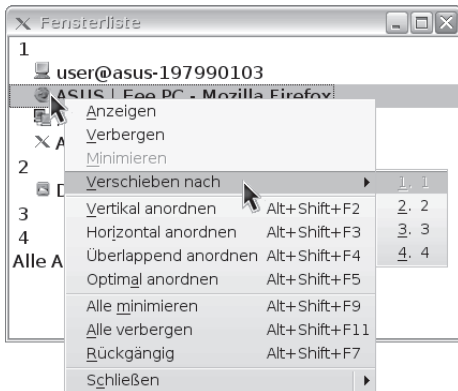 Fensterliste
1
user@asus-197990103
ASUS | Eee PC - Mozilla Firefox
Anzeigen
Verbergen
Minimieren
2
Verschieben nach
1. 1
Vertikal anordnen Alt+Shift+F2
2. 2
3
Horizontal anordnen Alt+Shift+F3
3. 3
4
Überlappend anordnen Alt+Shift+F4
4. 4
Alle A
Optimal anordnen Alt+Shift+F5
Alle minimieren Alt+Shift+F9
Alle verbergen Alt+Shift+F11
Rückgängig Alt+Shift+F7
Schließen